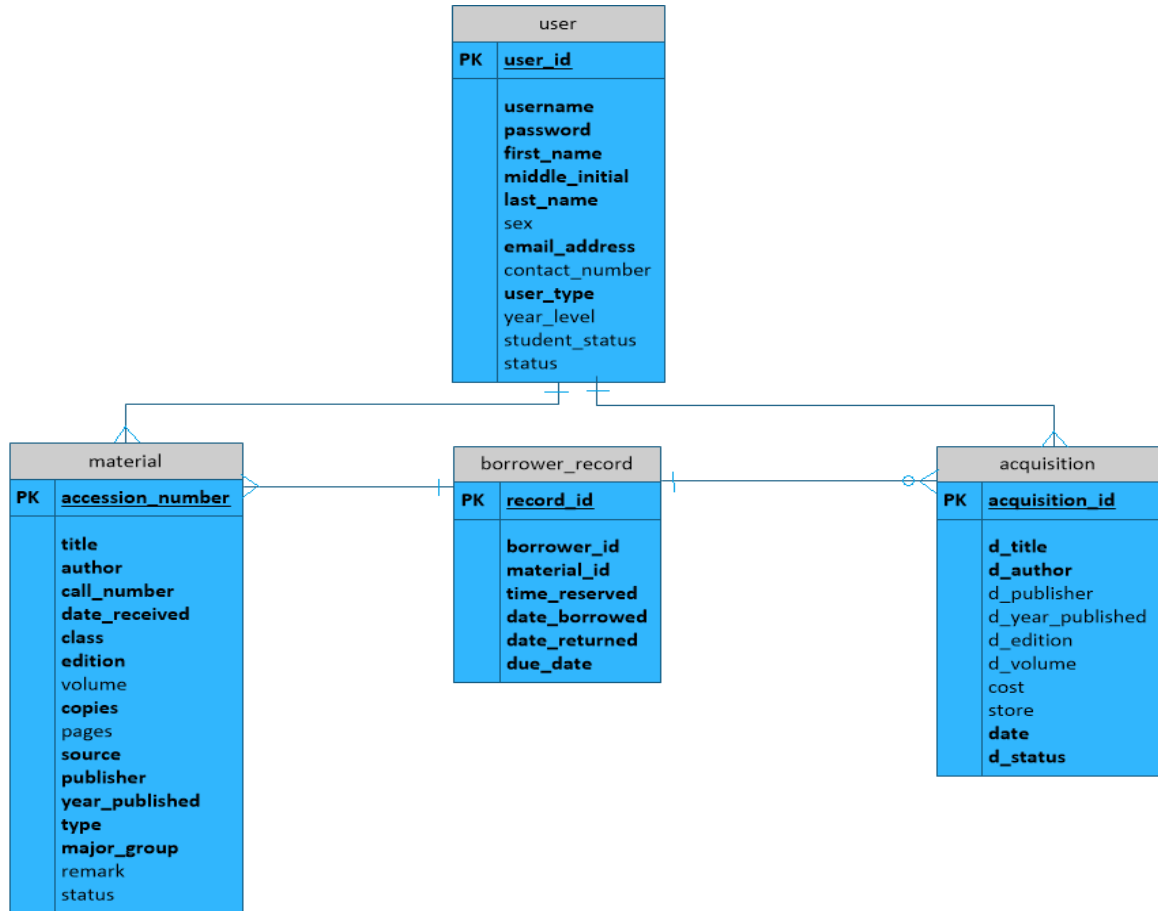 user
PK user_id
username
password
first_name
middle_initial
last_name
sex
email_address
contact_number
user_type
year_level
student_status
status
material
PK accession_number
title
author
call_number
date_received
class
edition
volume
copies
pages
source
publisher
year_published
type
major_group
remark
status
borrower_record
PK record_id
borrower_id
material_id
time_reserved
date_borrowed
date_returned
due_date
acquisition
PK acquisition_id
d_title
d_author
d_publisher
d_year_published
d_edition
d_volume
cost
store
date
d_status